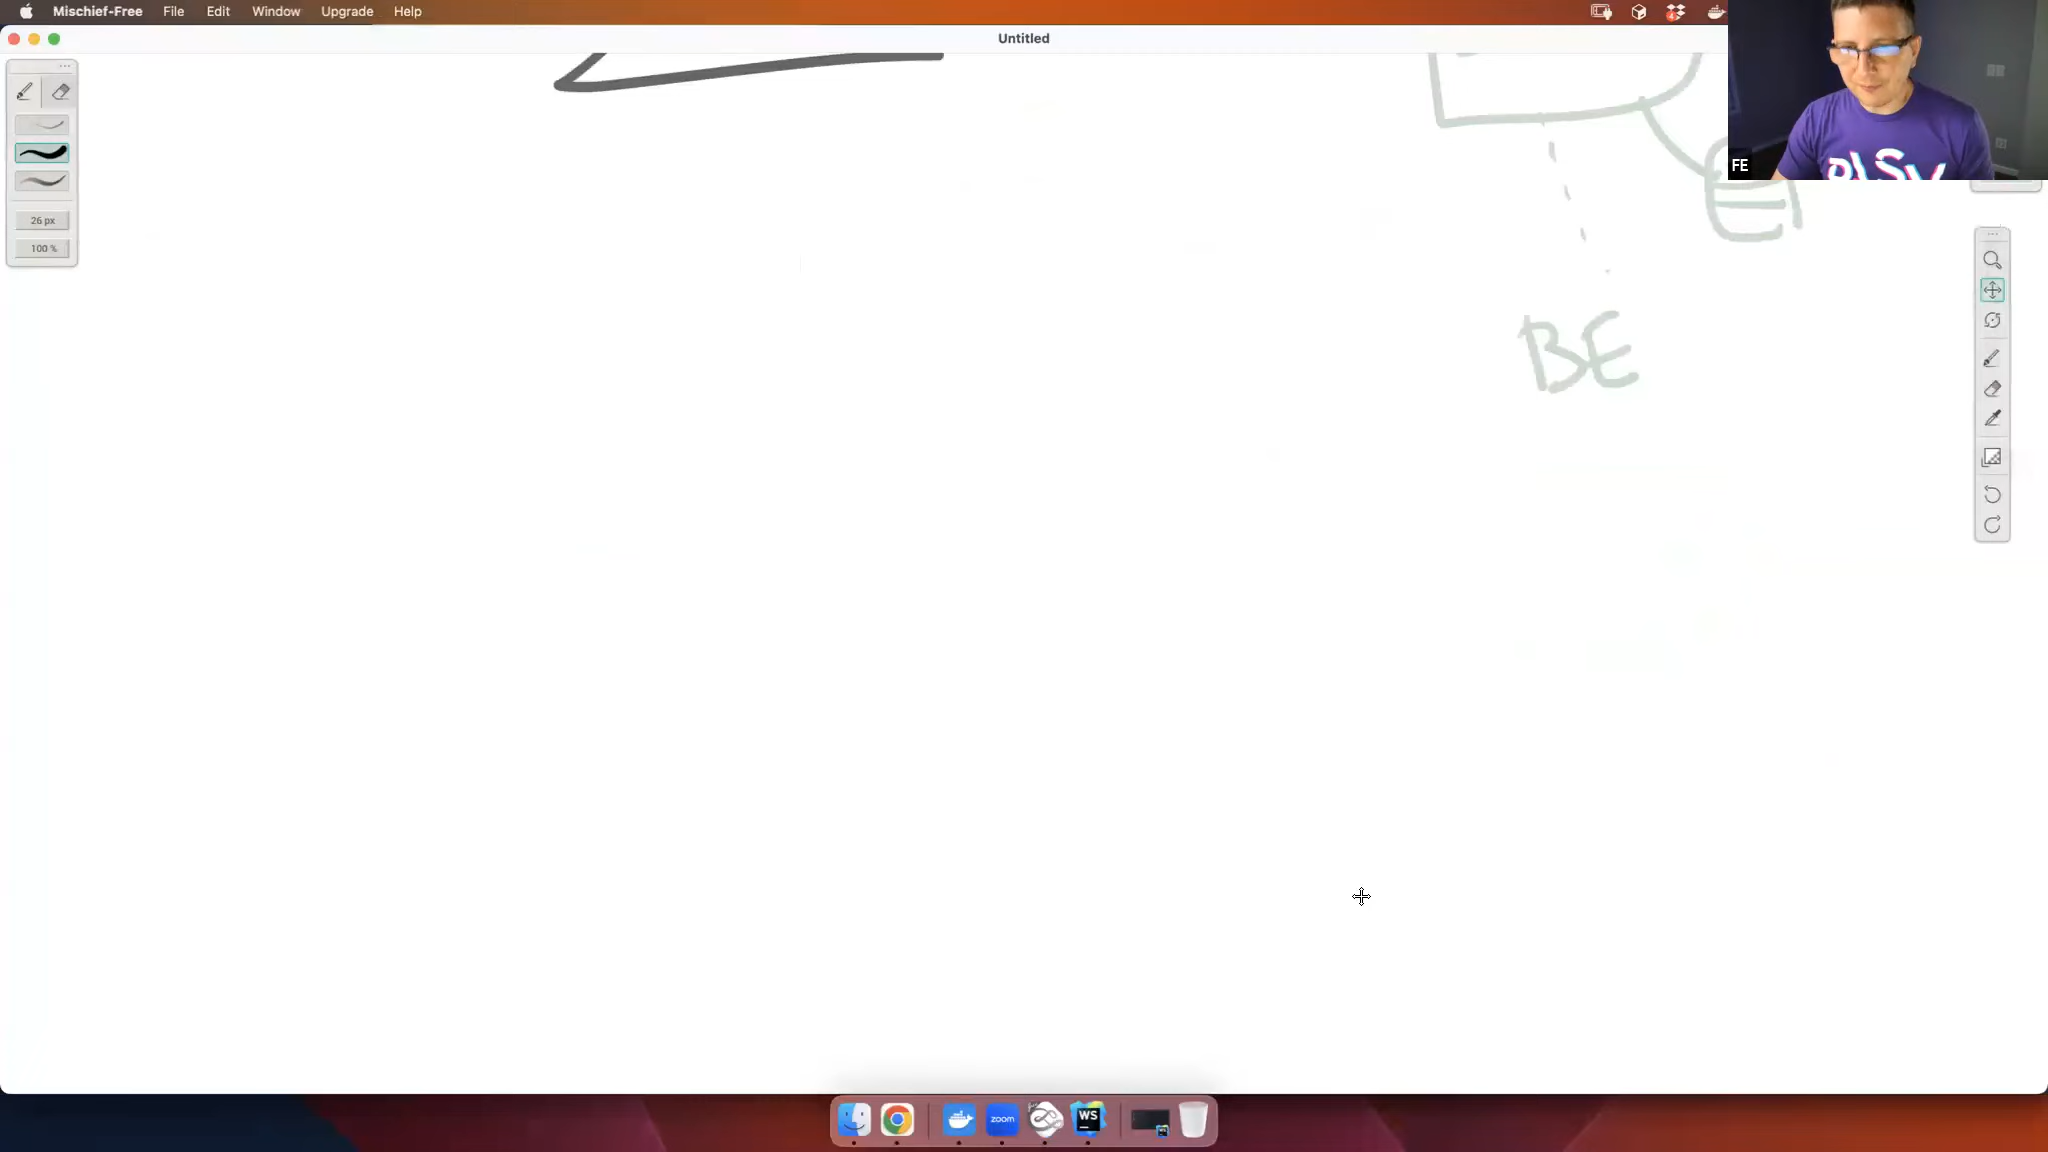 Mischief-Free File Edit Window Upgrade Help
Untitled
FE
26 px
100 %
BE
zoom
WS